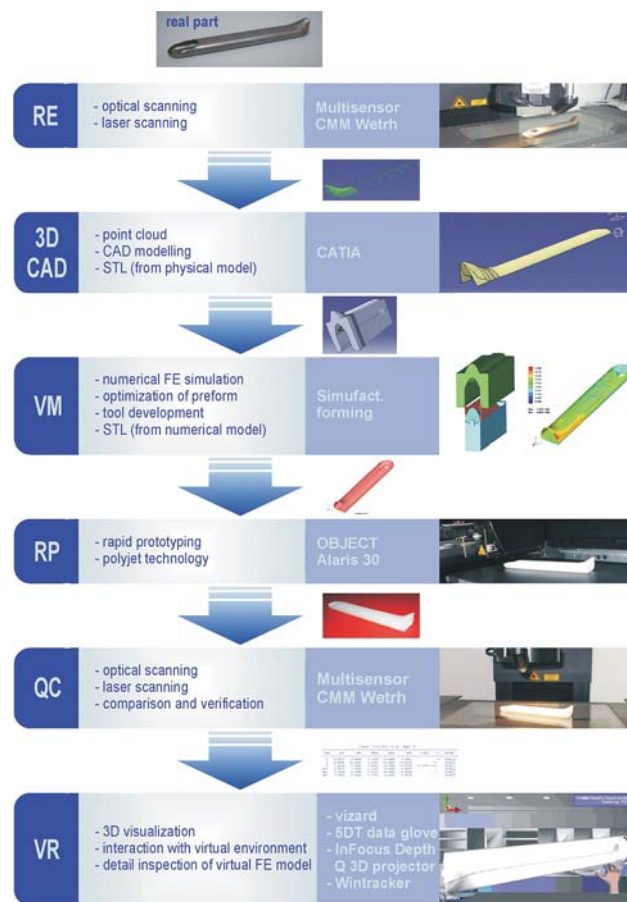 real part
RE
- optical scanning
- laser scanning
Multisensor
CMM Wetrh
3D
CAD
- point cloud
- CAD modelling
- STL (from physical model)
CATIA
VM
- numerical FE simulation
- optimization of preform
- tool development
- STL (from numerical model)
Simufact.
forming
RP
- rapid prototyping
- polyjet technology
OBJECT
Alaris 30
QC
- optical scanning
- laser scanning
- comparison and verification
Multisensor
CMM Wetrh
VR
- 3D visualization
- interaction with virtual environment
- detail inspection of virtual FE model
- vizard
- 5DT data glove
- InFocus Depth
Q 3D projector
- Wintracker